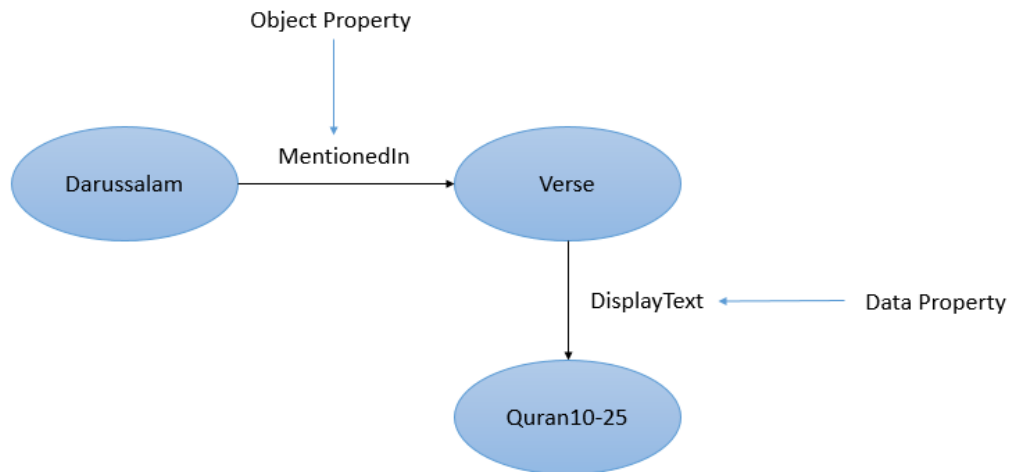 Object Property
MentionedIn
Darussalam
Verse
DisplayText
Data Property
Quran10-25